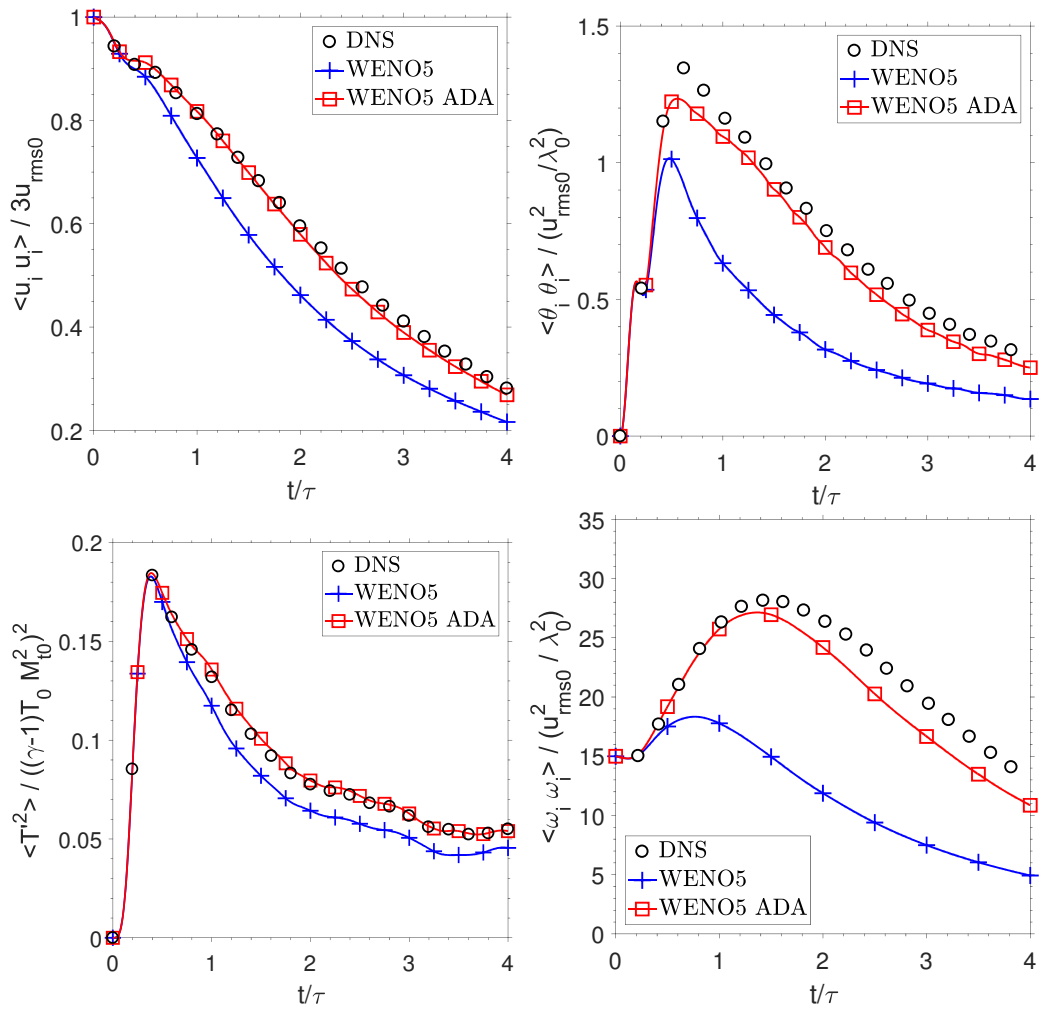 1
0.8
0.6
0.4
0.2
0 1 2 3 4
t/τ
<u_i u_i> / 3u_rms0
DNS
WENO5
WENO5 ADA
1.5
1
0.5
0
0 1 2 3 4
t/τ
<θ_i θ_i> / (u²_rms0/λ²_0)
DNS
WENO5
WENO5 ADA
0.2
0.15
0.1
0.05
0
0 1 2 3 4
t/τ
<T'²> / ((γ-1)T_0 M²_t0)²
DNS
WENO5
WENO5 ADA
35
30
25
20
15
10
5
0
0 1 2 3 4
t/τ
<ω_i ω_i> / (u²_rms0 / λ²_0)
DNS
WENO5
WENO5 ADA